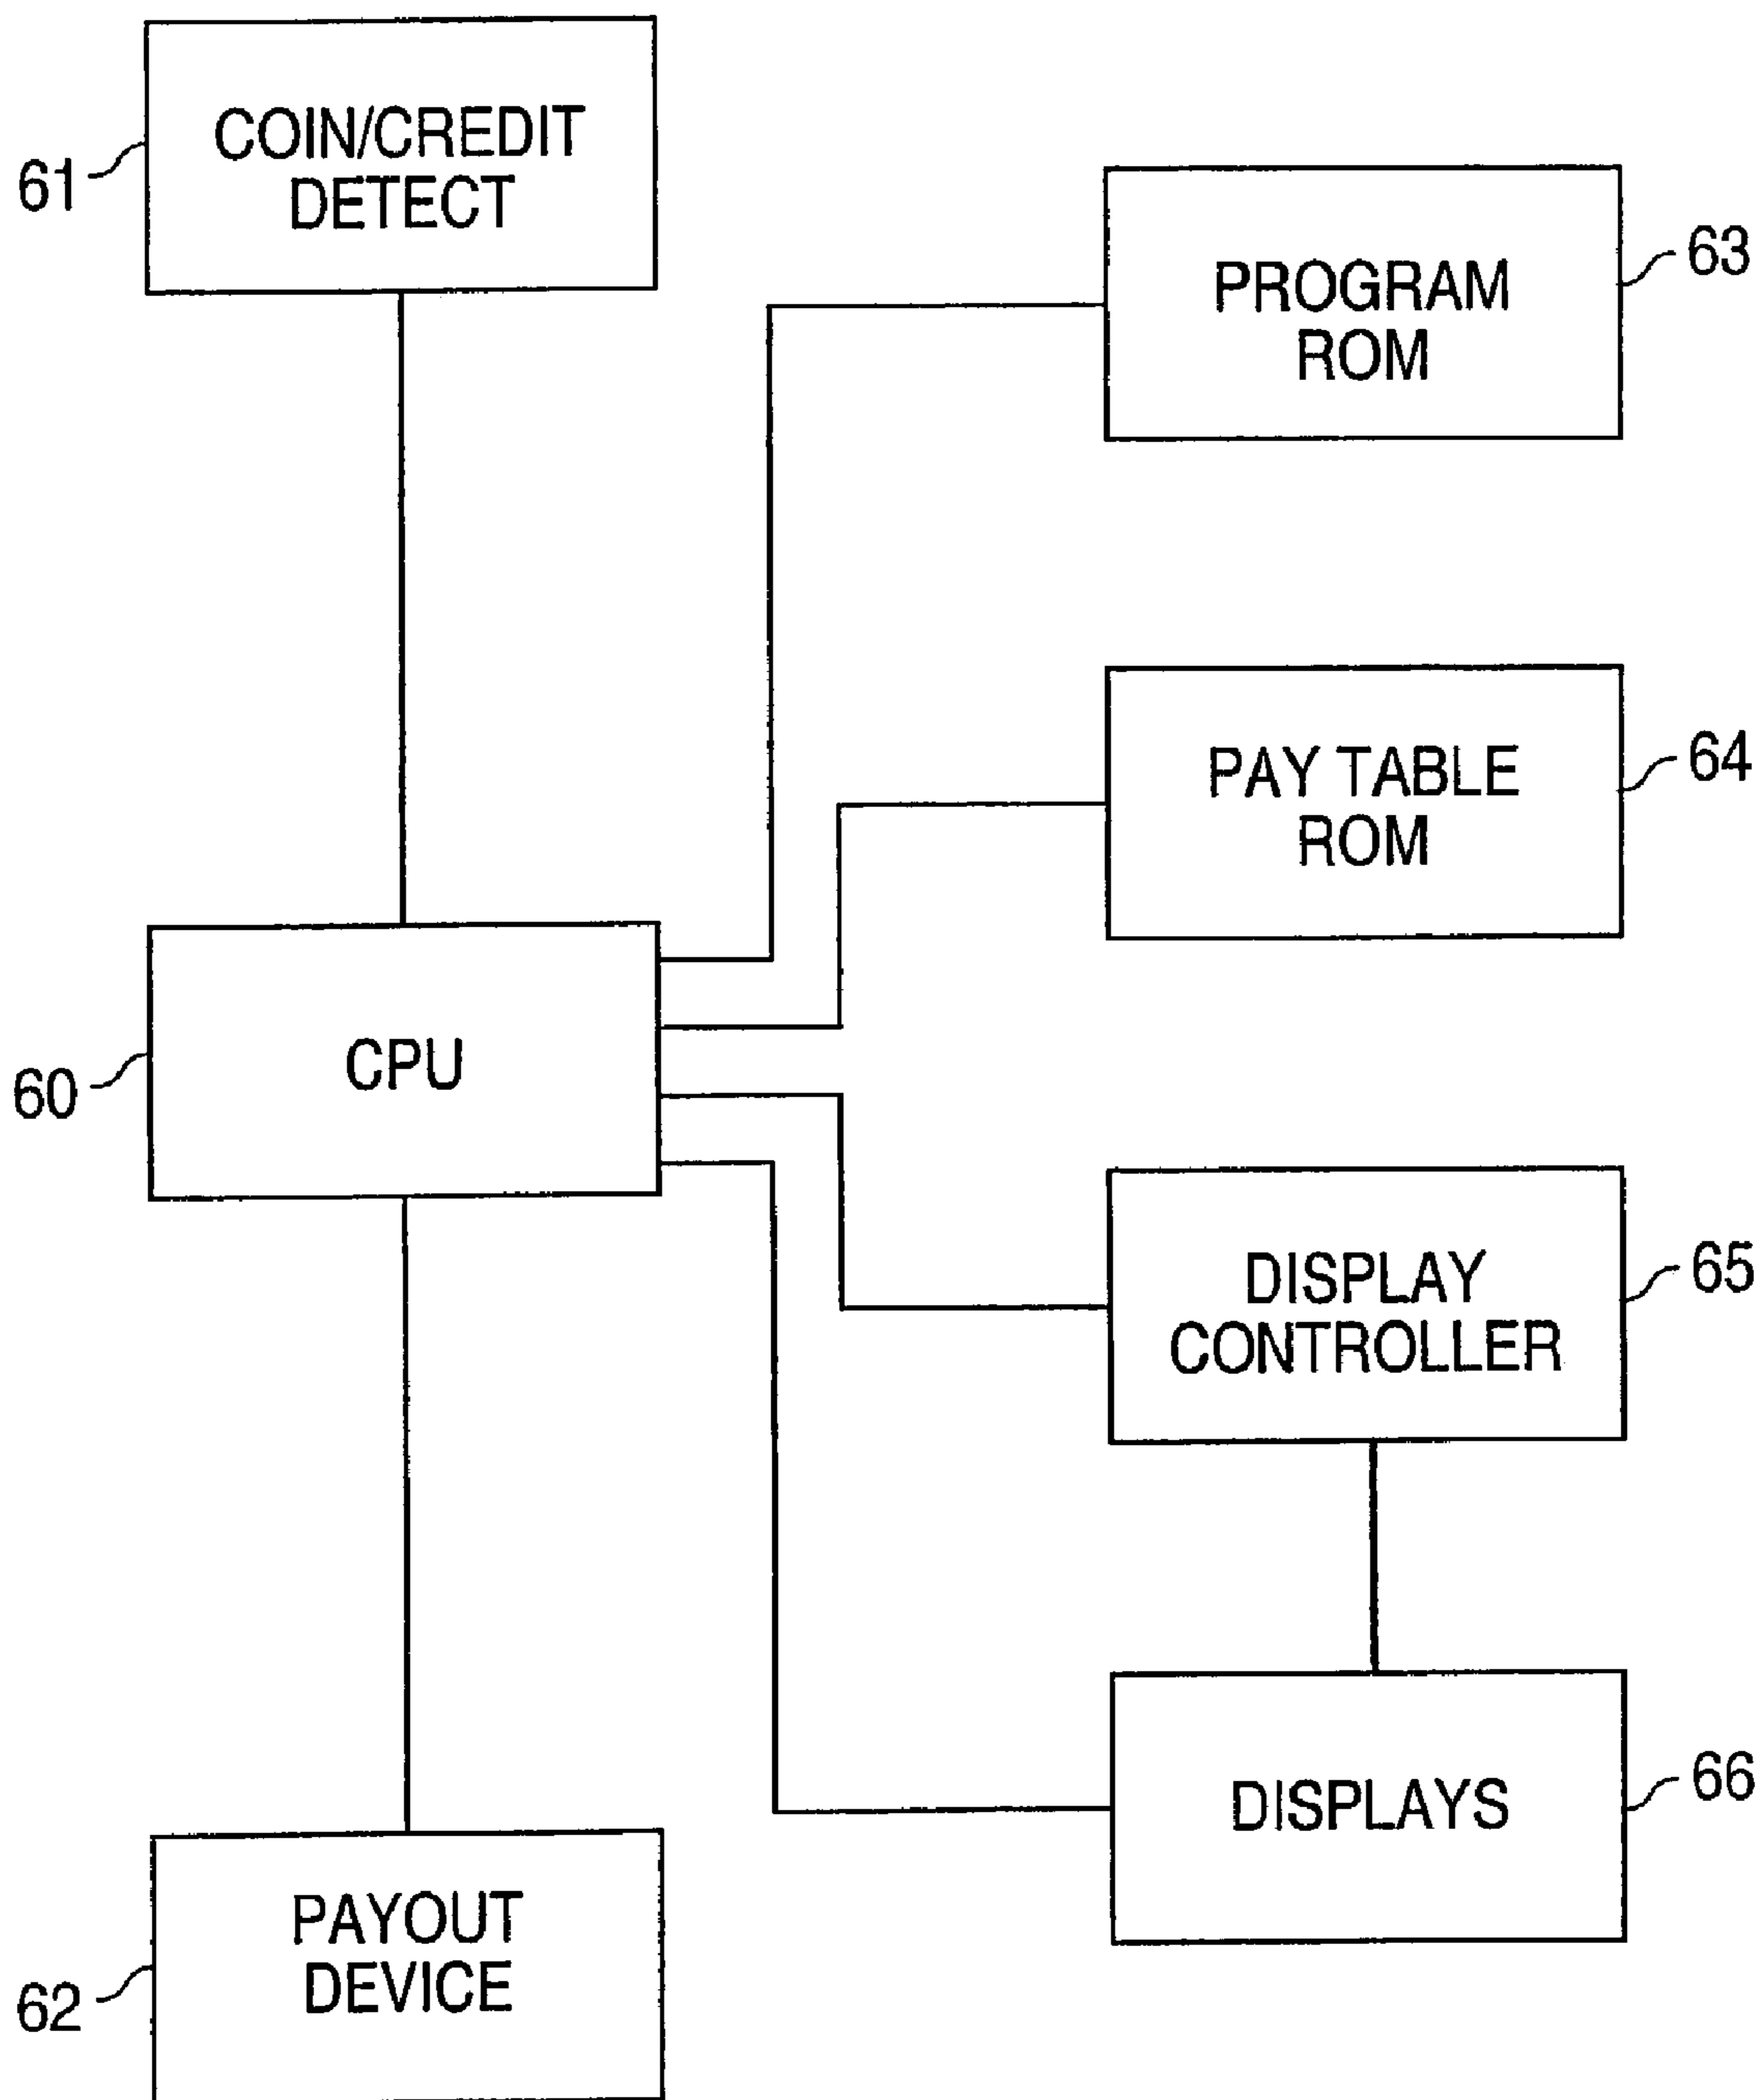 COIN/CREDIT
DETECT
61
PROGRAM
ROM
63
PAY TABLE
ROM
64
CPU
60
DISPLAY
CONTROLLER
65
DISPLAYS
66
PAYOUT
DEVICE
62